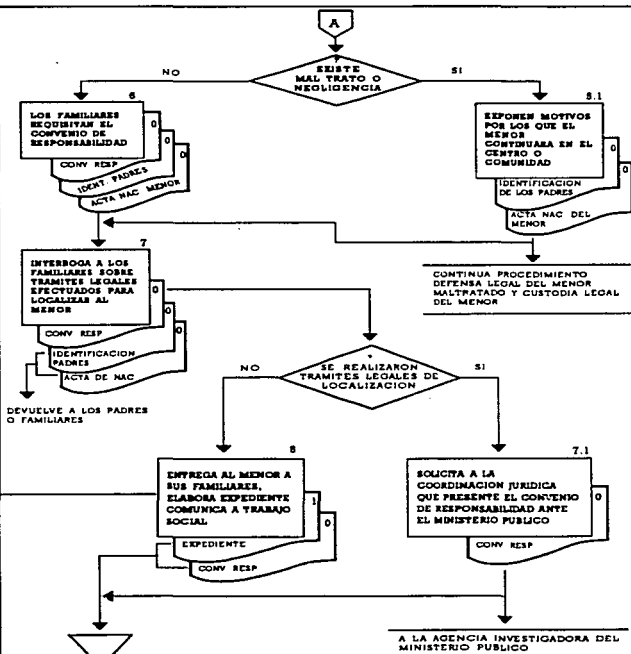 A
EXISTE
MAL TRATO O
NEGLIGENCIA
NO
SI
6
LOS FAMILIARES
REQUISITAN EL
CONVENIO DE
RESPONSABILIDAD
0
CONV RESP
0
IDENT. PADRES
0
ACTA NAC MENOR
5.1
EXPONEN MOTIVOS
POR LOS QUE EL
MENOR
CONTINUARA EN EL
CENTRO O
COMUNIDAD
0
IDENTIFICACION
DE LOS PADRES
0
ACTA NAC DEL
MENOR
CONTINUA PROCEDIMIENTO
DEFENSA LEGAL DEL MENOR
MALTRATADO Y CUSTODIA LEGAL
DEL MENOR
7
INTERROGA A LOS
FAMILIARES SOBRE
TRAMITES LEGALES
EFECTUADOS PARA
LOCALIZAR AL
MENOR
0
CONV RESP
0
IDENTIFICACION
PADRES
0
ACTA DE NAC
DEVUELVE A LOS PADRES
O FAMILIARES
SE REALIZARON
TRAMITES LEGALES DE
LOCALIZACION
NO
SI
8
ENTREGA AL MENOR A
SUS FAMILIARES,
ELABORA EXPEDIENTE
COMUNICA A TRABAJO
SOCIAL
1
EXPEDIENTE
0
CONV RESP
7.1
SOLICITA A LA
COORDINACION JURIDICA
QUE PRESENTE EL CONVENIO
DE RESPONSABILIDAD ANTE
EL MINISTERIO PUBLICO
0
CONV RESP
A LA AGENCIA INVESTIGADORA DEL
MINISTERIO PUBLICO